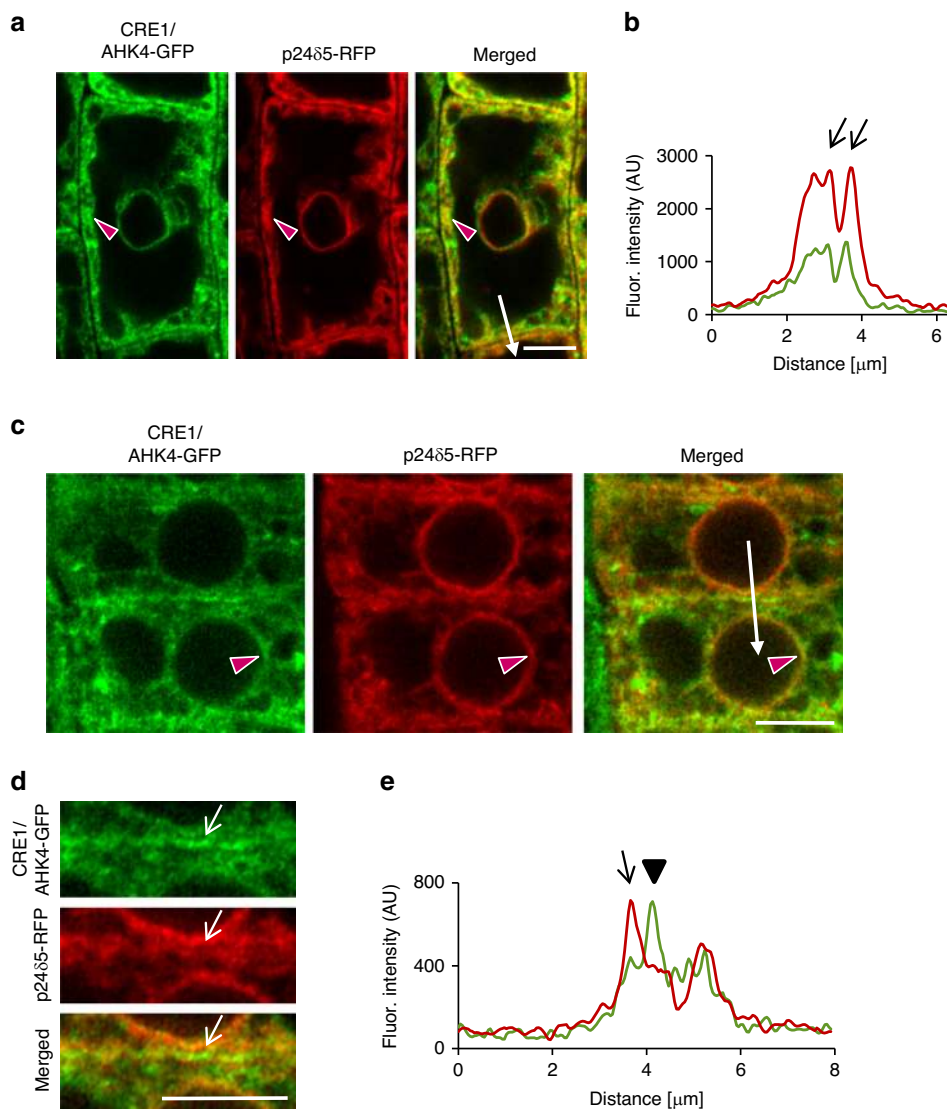 a
CRE1/
AHK4-GFP
p24δ5-RFP
Merged
b
3000
2000
1000
0
Fluor. intensity (AU)
0 2 4 6
Distance [μm]
c
CRE1/
AHK4-GFP
p24δ5-RFP
Merged
d
CRE1/
AHK4-GFP
p24δ5-RFP
Merged
e
800
400
0
Fluor. intensity (AU)
0 2 4 6 8
Distance [μm]